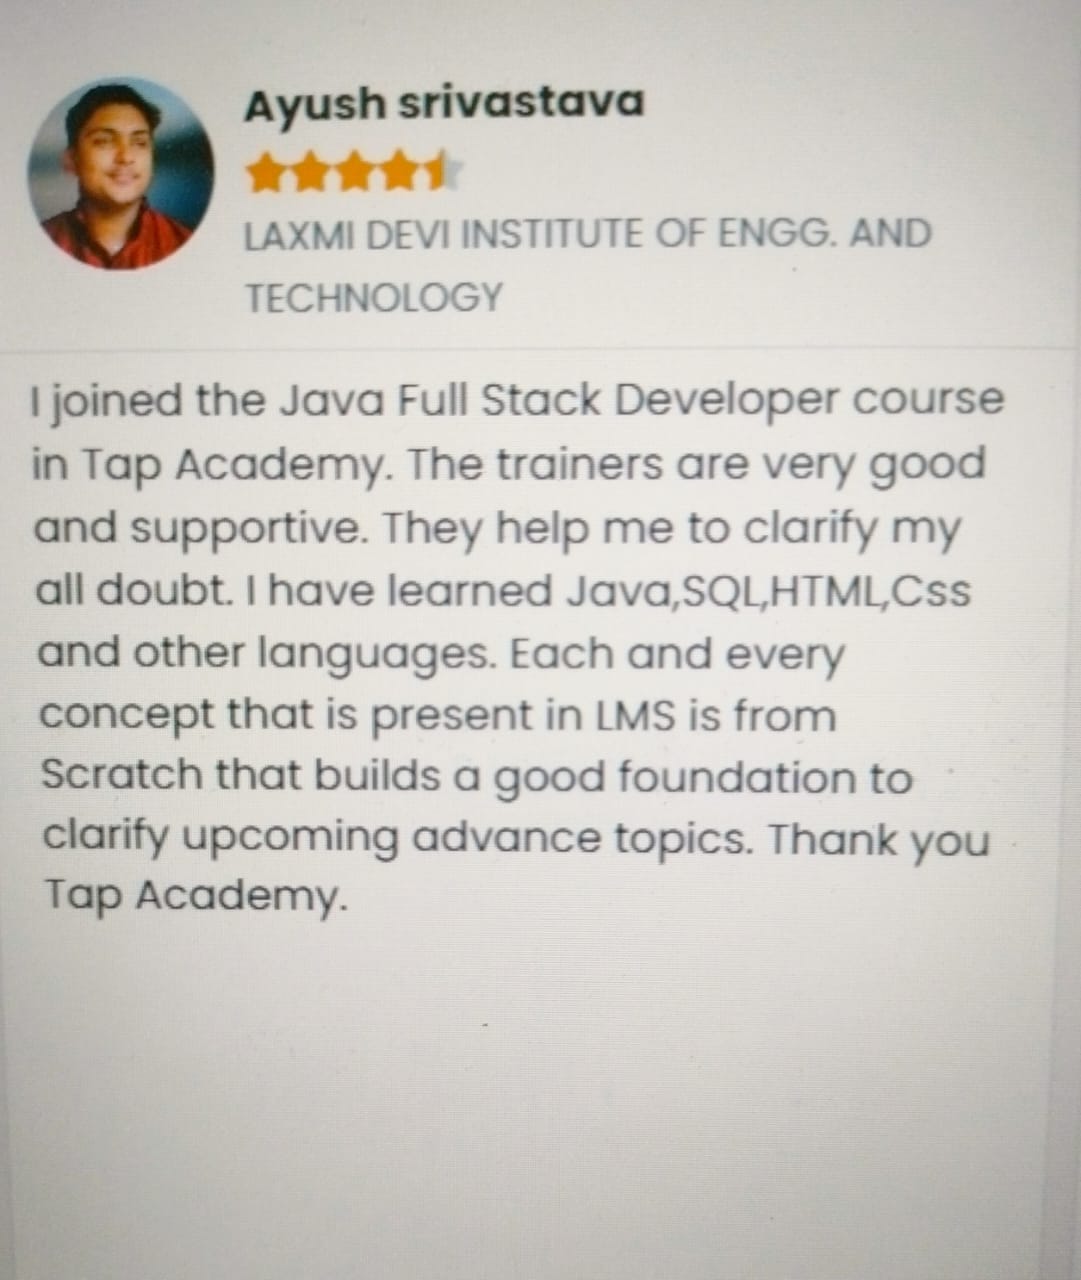 Ayush srivastava
LAXMI DEVI INSTITUTE OF ENGG. AND
TECHNOLOGY
I joined the Java Full Stack Developer course
in Tap Academy. The trainers are very good
and supportive. They help me to clarify my
all doubt. I have learned Java,SQL,HTML,Css
and other languages. Each and every
concept that is present in LMS is from
Scratch that builds a good foundation to
clarify upcoming advance topics. Thank you
Tap Academy.